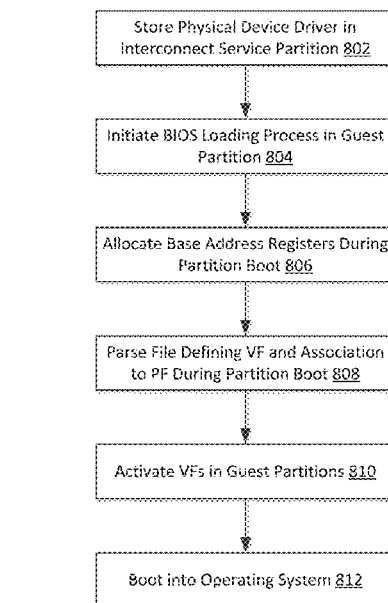 Store Physical Device Driver in
Interconnect Service Partition 802
Initiate BIOS Loading Process in Guest
Partition 804
Allocate Base Address Registers During
Partition Boot 806
Parse File Defining VF and Association
to PF During Partition Boot 808
Activate VFs in Guest Partitions 810
Boot into Operating System 812